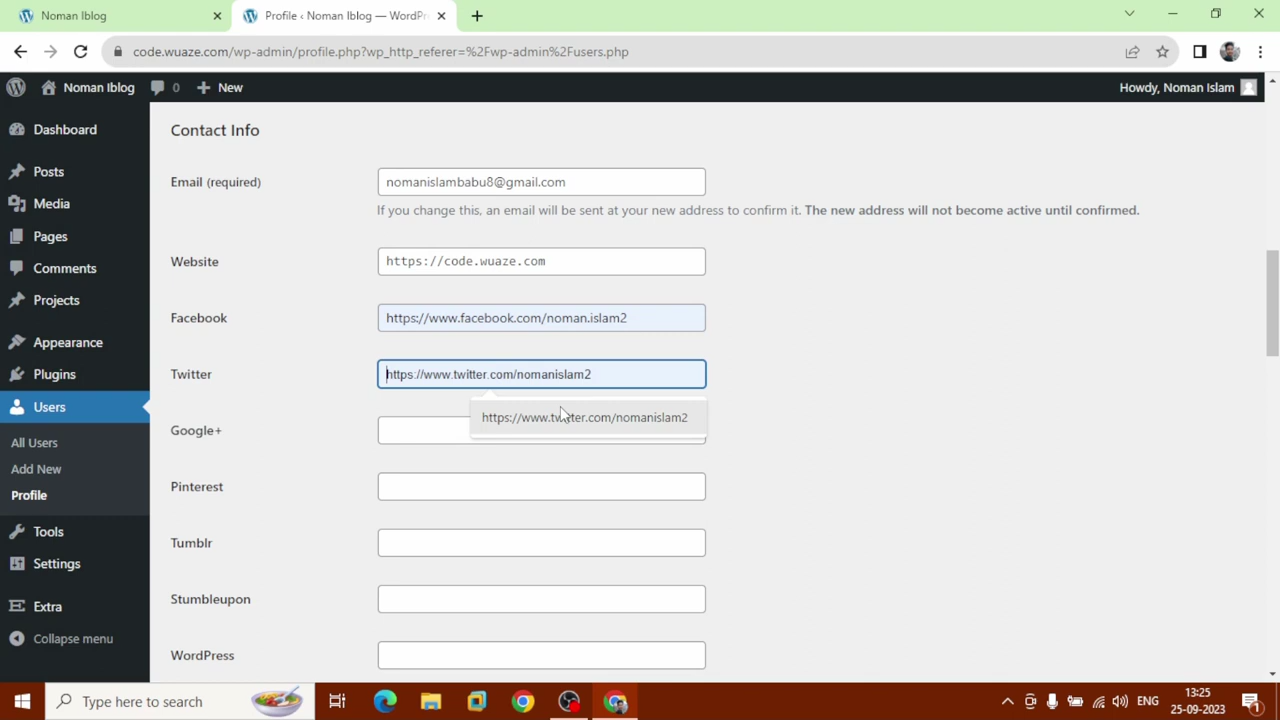 Noman Iblog
Profile ‹ Noman Iblog — WordPr
code.wuaze.com/wp-admin/profile.php?wp_http_referer=%2Fwp-admin%2Fusers.php
Noman Iblog 0 New Howdy, Noman Islam
Dashboard
Posts
Media
Pages
Comments
Projects
Appearance
Plugins
Users
All Users
Add New
Profile
Tools
Settings
Extra
Collapse menu
Contact Info
Email (required) nomanislambabu8@gmail.com
If you change this, an email will be sent at your new address to confirm it. The new address will not become active until confirmed.
Website https://code.wuaze.com
Facebook https://www.facebook.com/noman.islam2
Twitter https://www.twitter.com/nomanislam2
https://www.twitter.com/nomanislam2
Google+
Pinterest
Tumblr
Stumbleupon
WordPress
Type here to search
ENG
13:25
25-09-2023
1